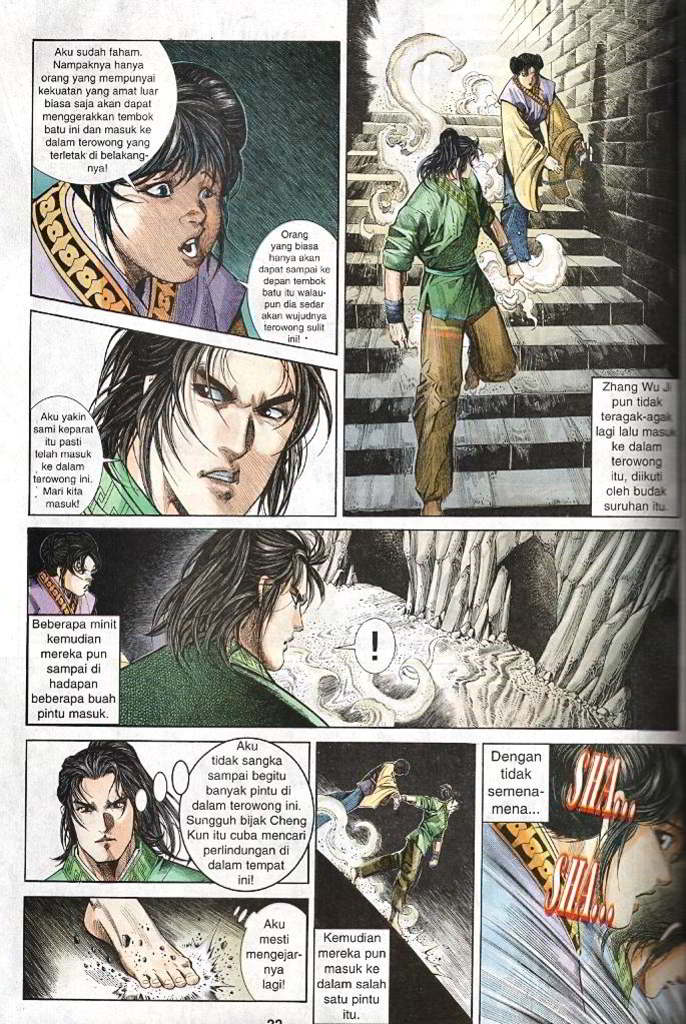 Aku sudah faham.
Nampaknya hanya
orang yang mempunyai
kekuatan yang amat luar
biasa saja akan dapat
menggerakkan tembok
batu ini dan masuk ke
dalam terowong yang
terletak di belakang-
nya!
Orang
yang biasa
hanya akan
dapat sampai ke
depan tembok
batu itu walau-
pun dia sedar
akan wujudnya
terowong sulit
ini!
Aku yakin
sami keparat
itu pasti
telah masuk
ke dalam
terowong ini.
Mari kita
masuk!
Zhang Wu Ji
pun tidak
teragak-agak
lagi lalu masuk
ke dalam
terowong
itu, diikuti
oleh budak
suruhan itu.
Beberapa minit
kemudian
mereka pun
sampai di
hadapan
beberapa buah
pintu masuk.
!
Aku
tidak sangka
sampai begitu
banyak pintu di
dalam terowong ini.
Sungguh bijak Cheng
Kun itu cuba mencari
perlindungan di
dalam tempat
ini!
Aku
mesti
mengejar-
nya
lagi!
Kemudian
mereka pun
masuk ke
dalam salah
satu pintu
itu.
Dengan
tidak
semena-
mena...
SHA...
SHA...